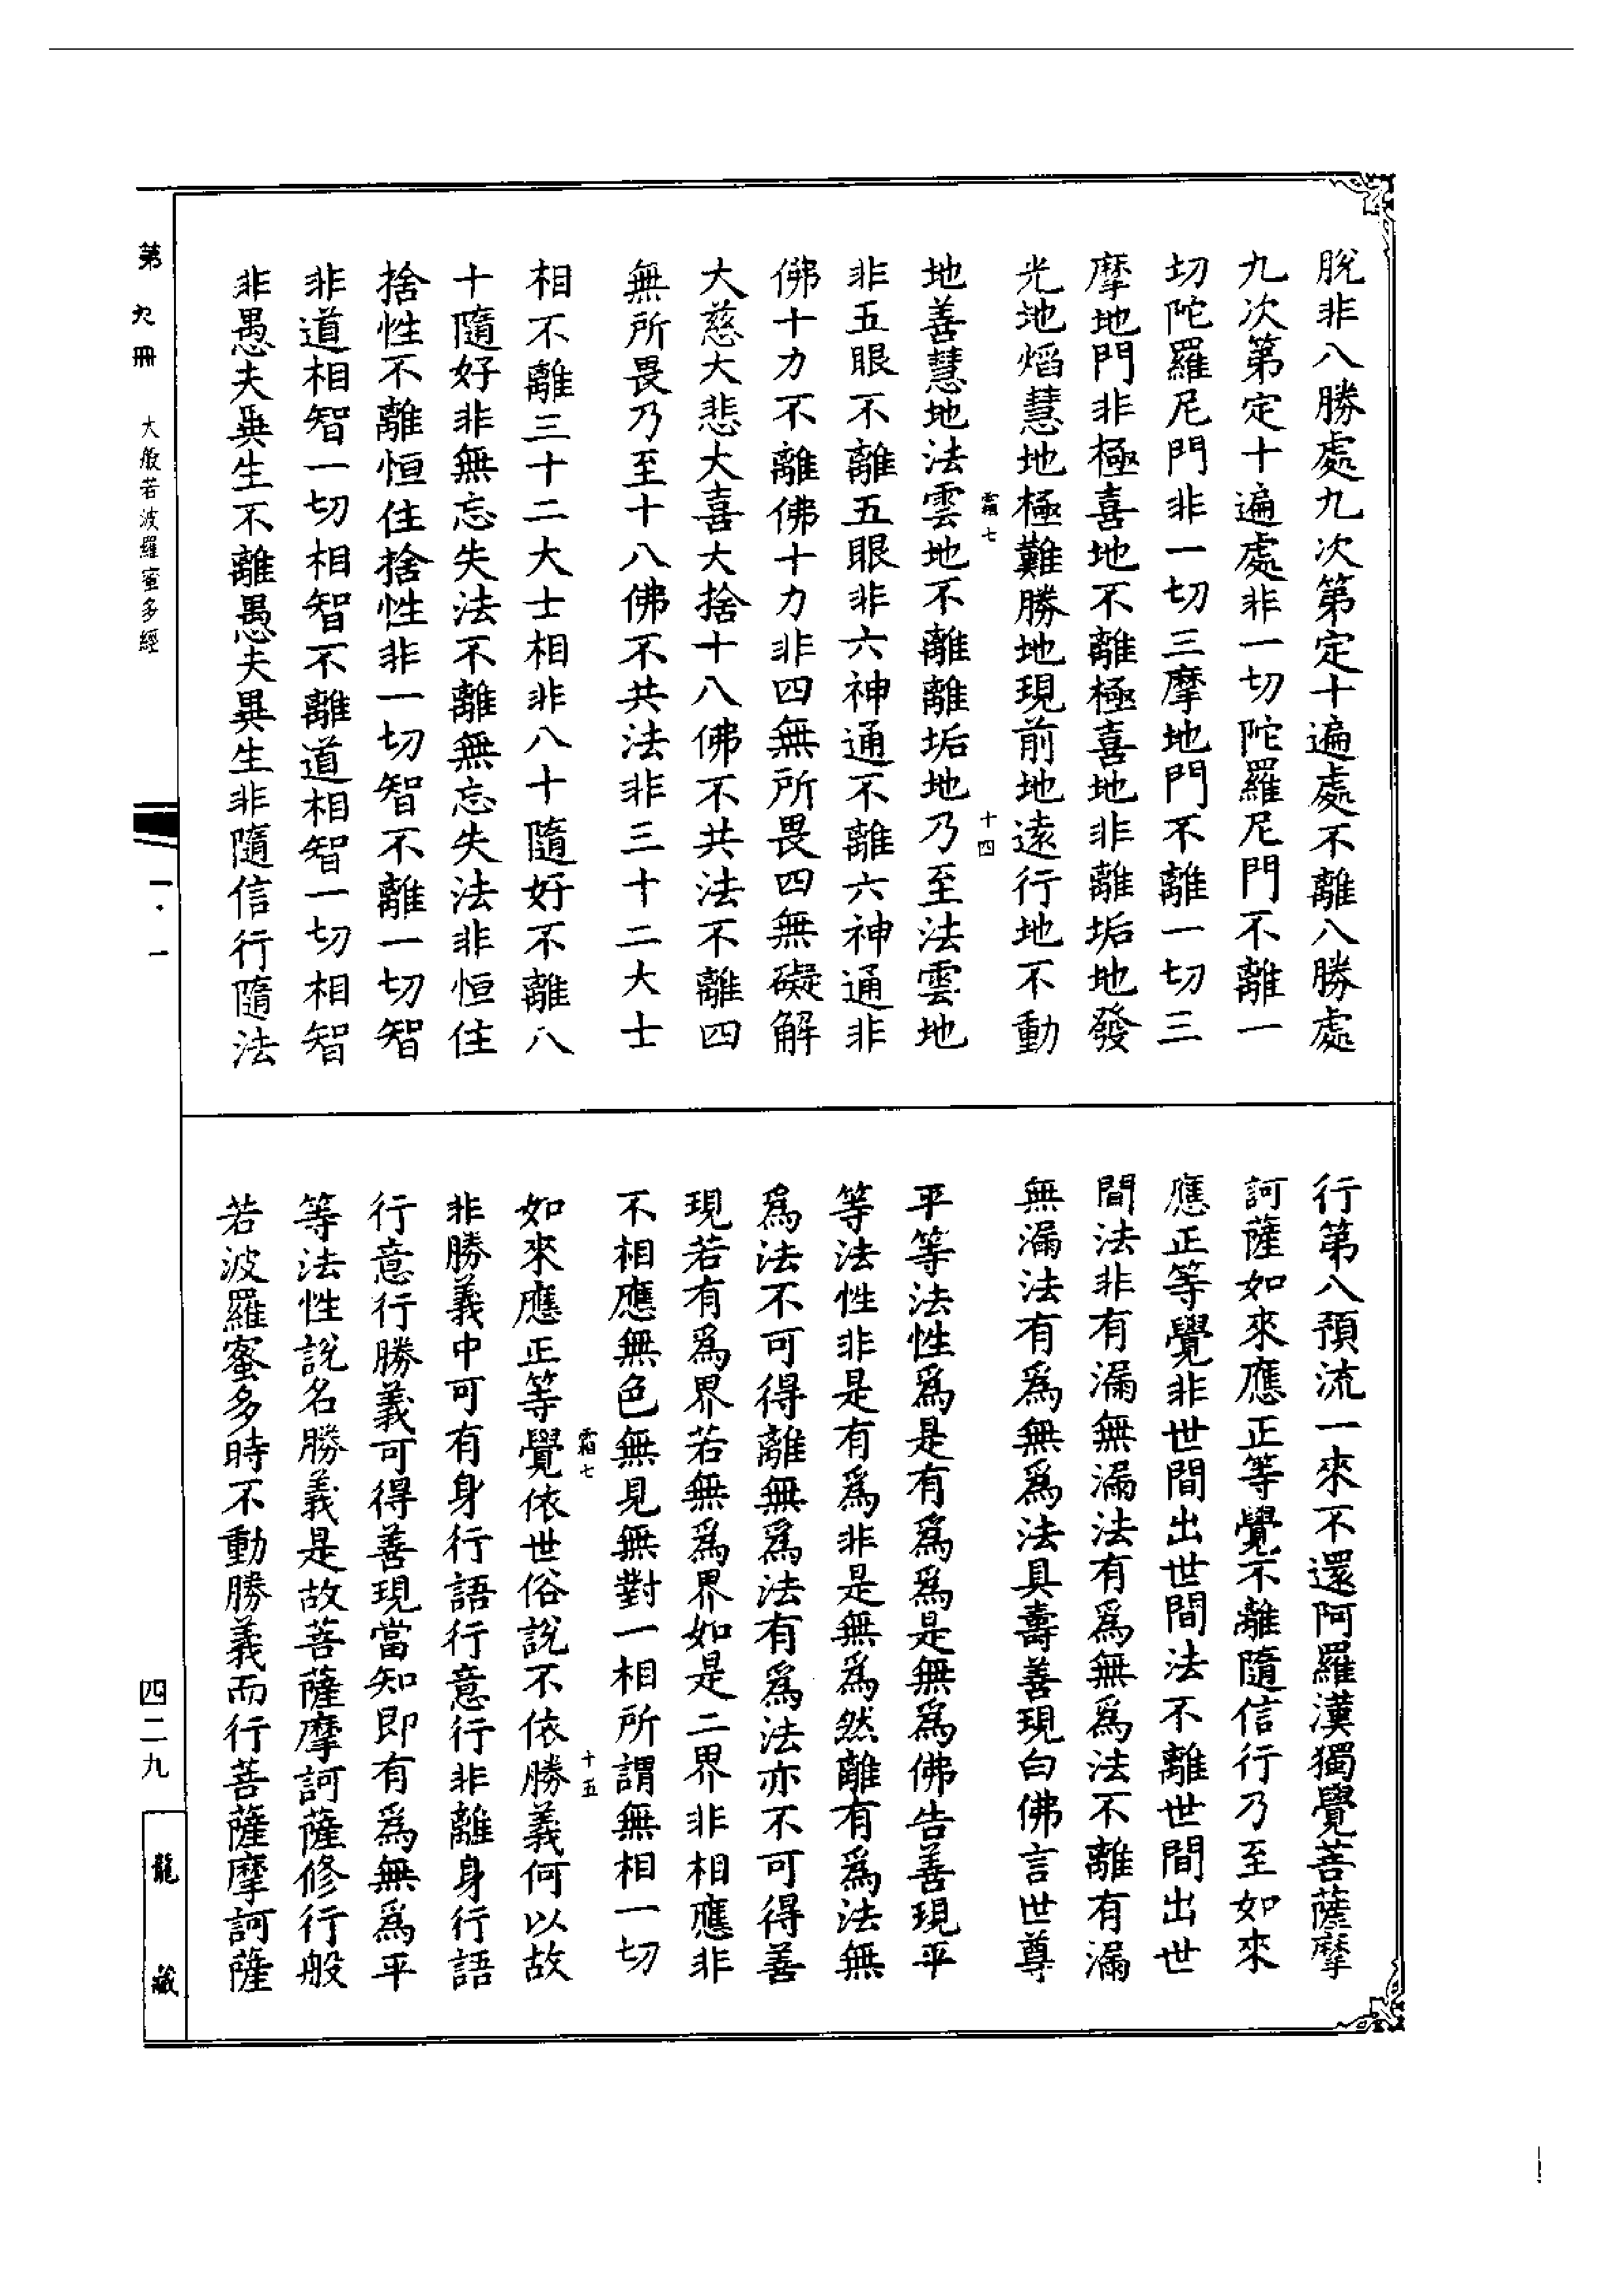 脫非八勝處九次第定十遍處不離八勝處
九次第定十遍處非一切陀羅尼門不離一
切陀羅尼門非一切三摩地門不離一切三
摩地門非極喜地不離極喜地非離垢地發
光地焰慧地極難勝地現前地遠行地不動
霜七
十四
地善慧地法雲地不離離垢地乃至法雲地
非五眼不離五眼非六神通不離六神通非
佛十力不離佛十力非四無所畏四無礙解
大慈大悲大喜大捨十八佛不共法不離四
無所畏乃至十八佛不共法非三十二大士
相不離三十二大士相非八十隨好不離八
十隨好非無忘失法不離無忘失法非恒住
捨性不離恒住捨性非一切智不離一切智
非道相智一切相智不離道相智一切相智
非愚夫異生不離愚夫異生非隨信行隨法
行第八預流一來不還阿羅漢獨覺菩薩摩
訶薩如來應正等覺不離隨信行乃至如來
應正等覺非世間出世間法不離世間出世
間法非有漏無漏法有為無為法不離有漏
無漏法有為無為法具壽善現白佛言世尊
平等法性為是有為為是無為佛告善現平
等法性非是有為非是無為然離有為法無
為法不可得離無為法有為法亦不可得善
現若有為界若無為界如是二界非相應非
不相應無色無見無對一相所謂無相一切
霜七
十五
如來應正等覺依世俗說不依勝義何以故
非勝義中可有身行語行意行非離身行語
行意行勝義可得善現當知即有為無為平
等法性說名勝義是故菩薩摩訶薩修行般
若波羅蜜多時不動勝義而行菩薩摩訶薩
第九冊
大般若波羅蜜多經
一·一
四二九
龍藏